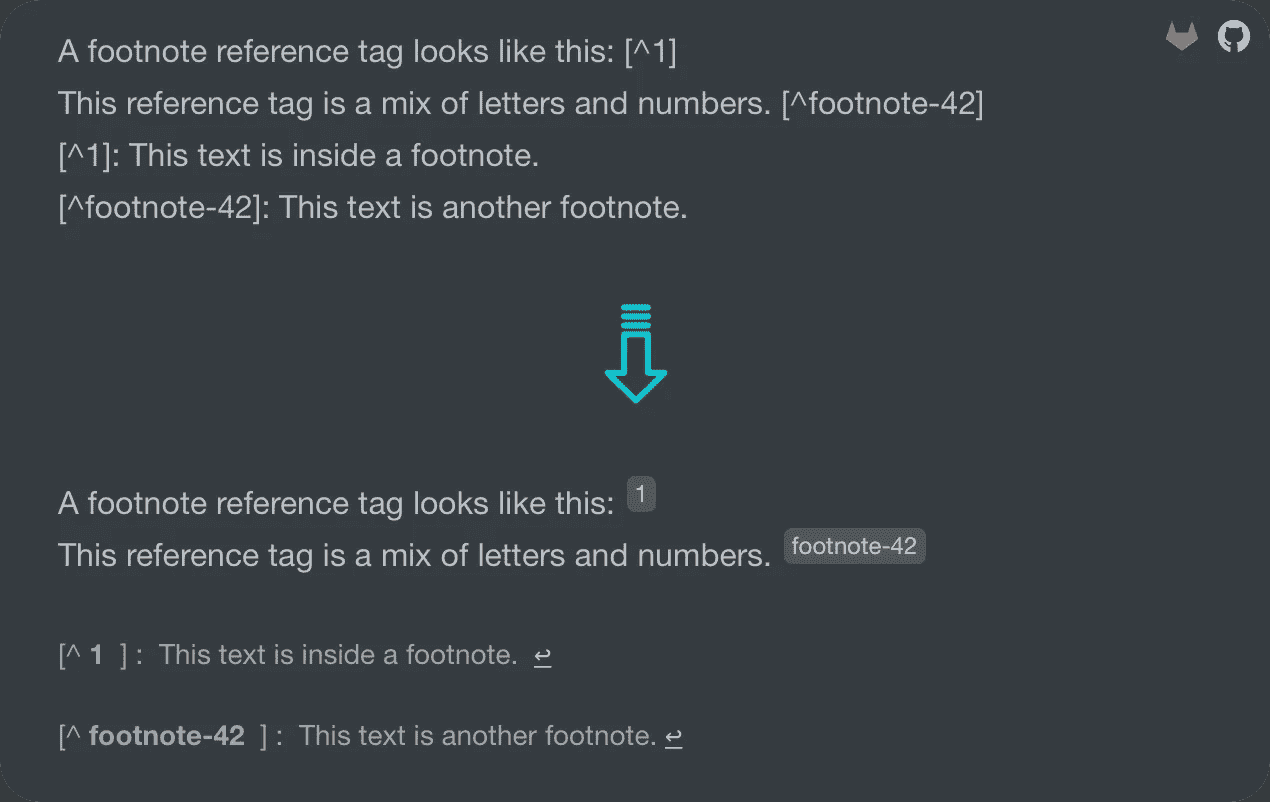 A footnote reference tag looks like this: [^1]
This reference tag is a mix of letters and numbers. [^footnote-42]
[^1]: This text is inside a footnote.
[^footnote-42]: This text is another footnote.
A footnote reference tag looks like this: 1
This reference tag is a mix of letters and numbers. footnote-42
[^ 1 ] : This text is inside a footnote. ↩
[^ footnote-42 ] : This text is another footnote. ↩